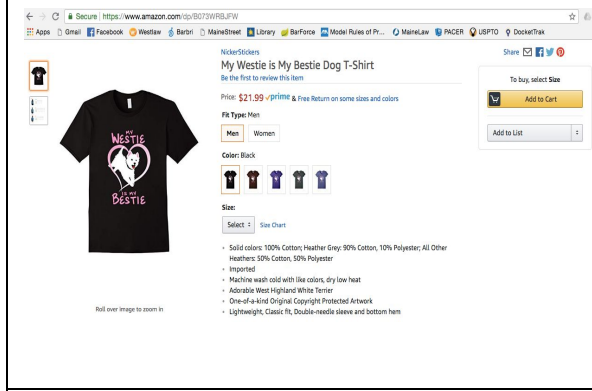 Secure https://www.amazon.com/dp/B073WRBJFW
Apps Gmail Facebook Westlaw Barbri MaineStreet Library BarForce Model Rules of Pr... MaineLaw PACER USPTO DocketTrak
NickerStickers
Share
My Westie is My Bestie Dog T-Shirt
Be the first to review this item
To buy, select Size
Price: $21.99 prime & Free Return on some sizes and colors
Add to Cart
Fit Type: Men
Men Women
Add to List
Color: Black
MY
WESTIE
IS MY
BESTIE
Size:
Select Size Chart
Solid colors: 100% Cotton; Heather Grey: 90% Cotton, 10% Polyester; All Other
Heathers: 50% Cotton, 50% Polyester
Imported
Machine wash cold with like colors, dry low heat
Adorable West Highland White Terrier
One-of-a-kind Original Copyright Protected Artwork
Lightweight, Classic fit, Double-needle sleeve and bottom hem
Roll over image to zoom in